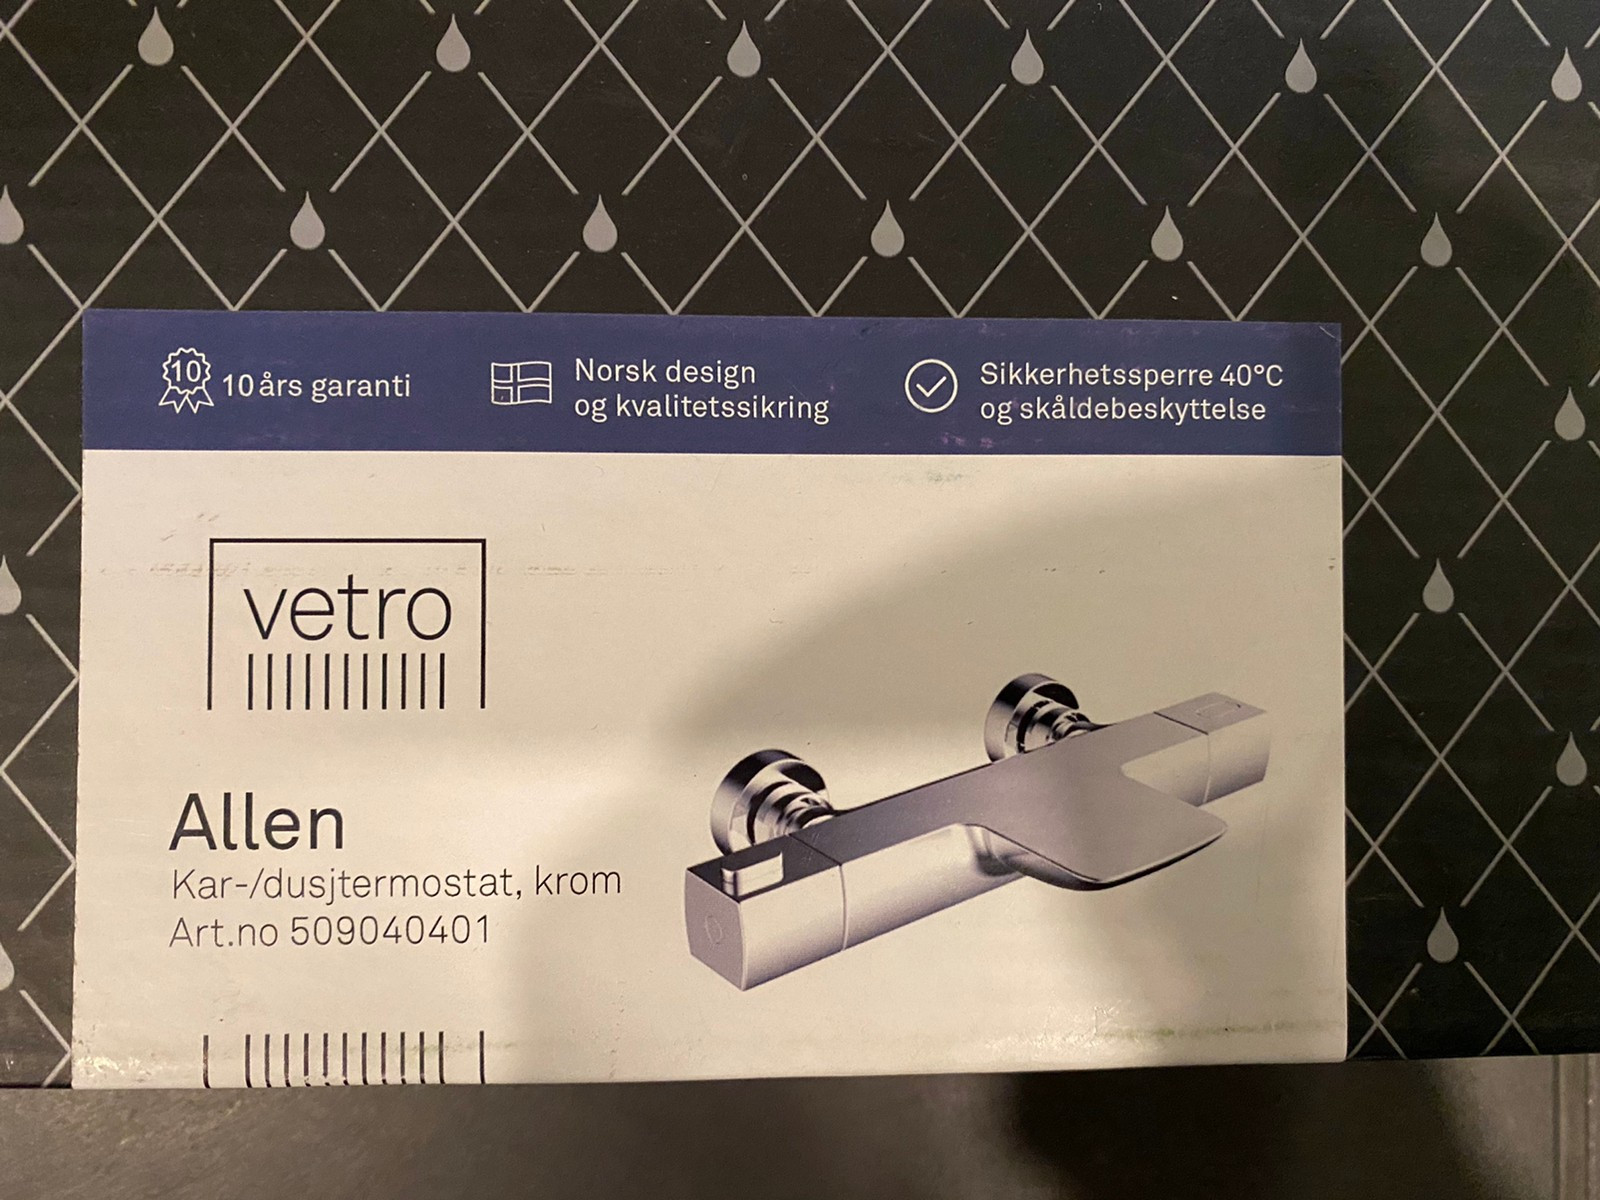 10
10 års garanti
Norsk design
og kvalitetssikring
Sikkerhetssperre 40°C
og skåldebeskyttelse
vetro
Allen
Kar-/dusjtermostat, krom
Art.no 509040401